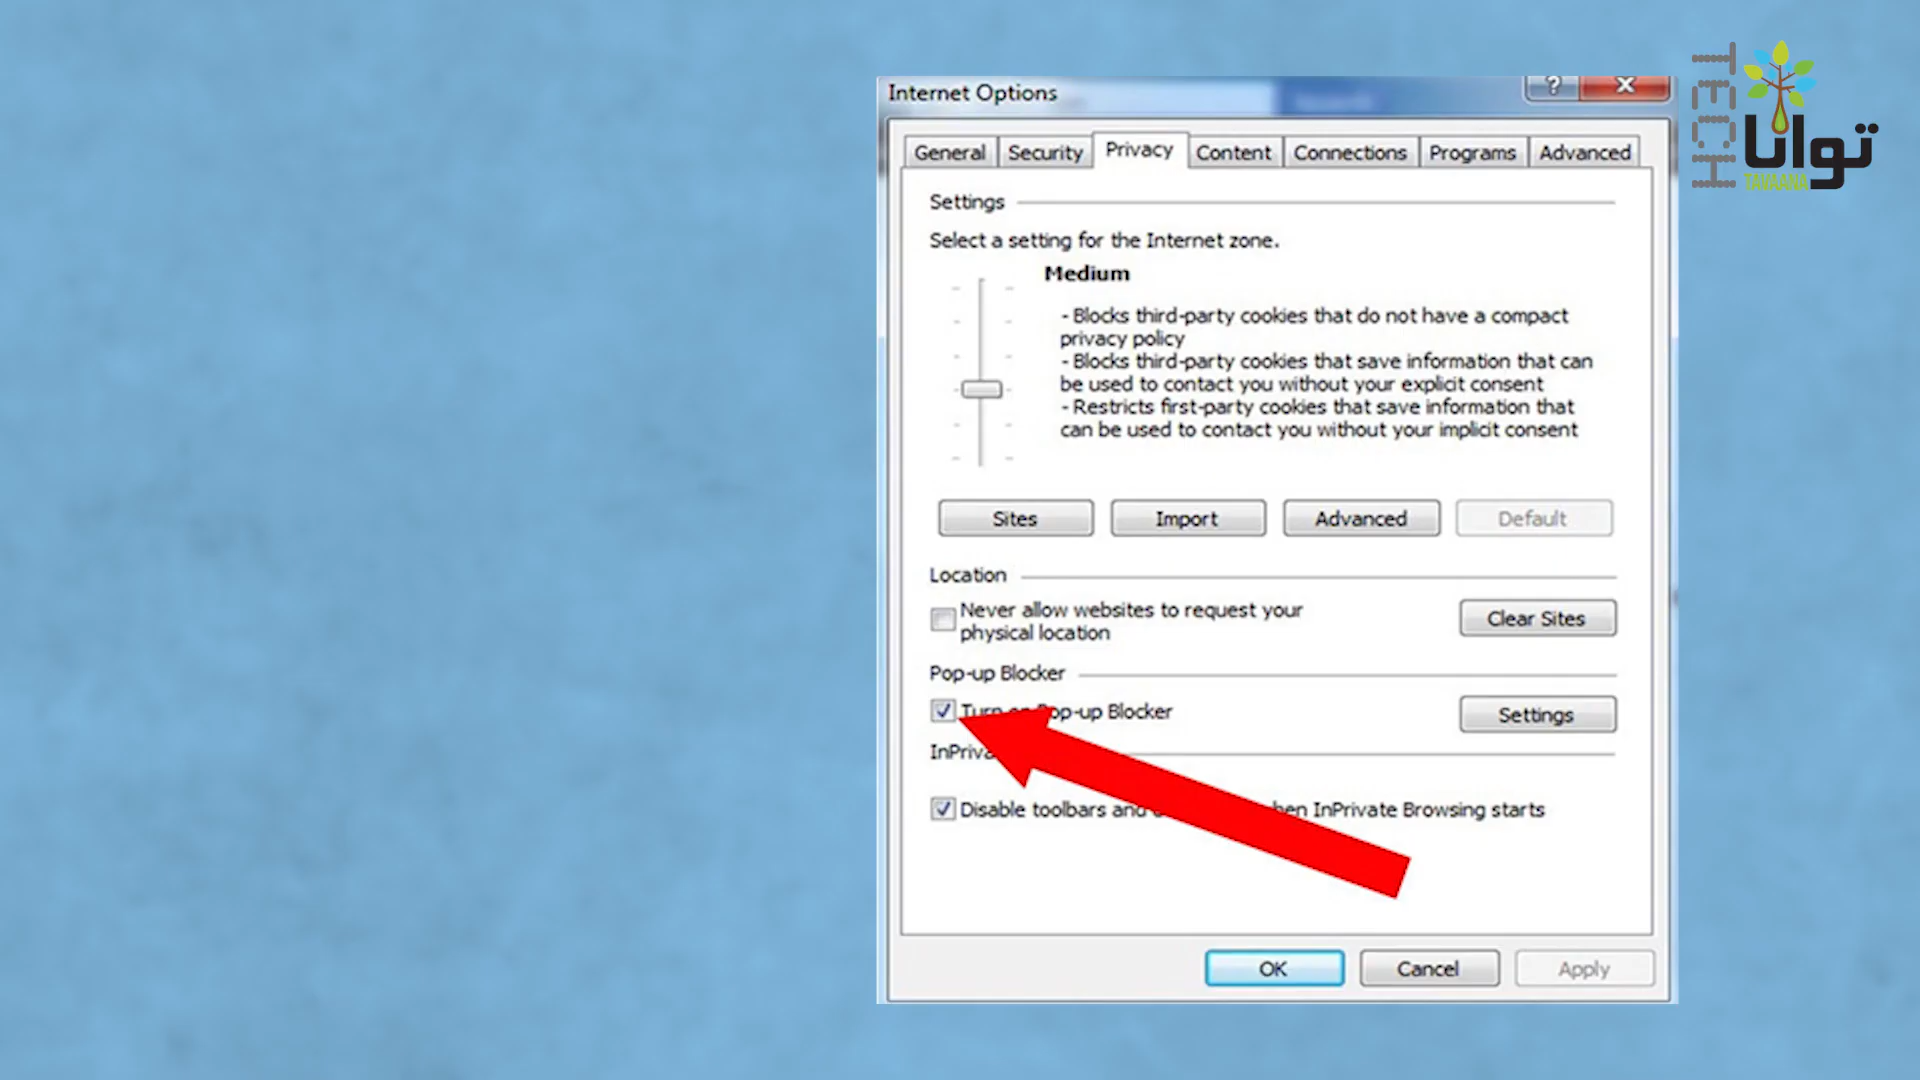 Internet Options
?
X
General Security Privacy Content Connections Programs Advanced
Settings
Select a setting for the Internet zone.
Medium
- Blocks third-party cookies that do not have a compact
privacy policy
- Blocks third-party cookies that save information that can
be used to contact you without your explicit consent
- Restricts first-party cookies that save information that
can be used to contact you without your implicit consent
Sites Import Advanced Default
Location
Never allow websites to request your
physical location
Clear Sites
Pop-up Blocker
Turn on Pop-up Blocker
Settings
Disable toolbars and hen InPrivate Browsing starts
OK Cancel Apply
TECH
توانا
TAVAANA